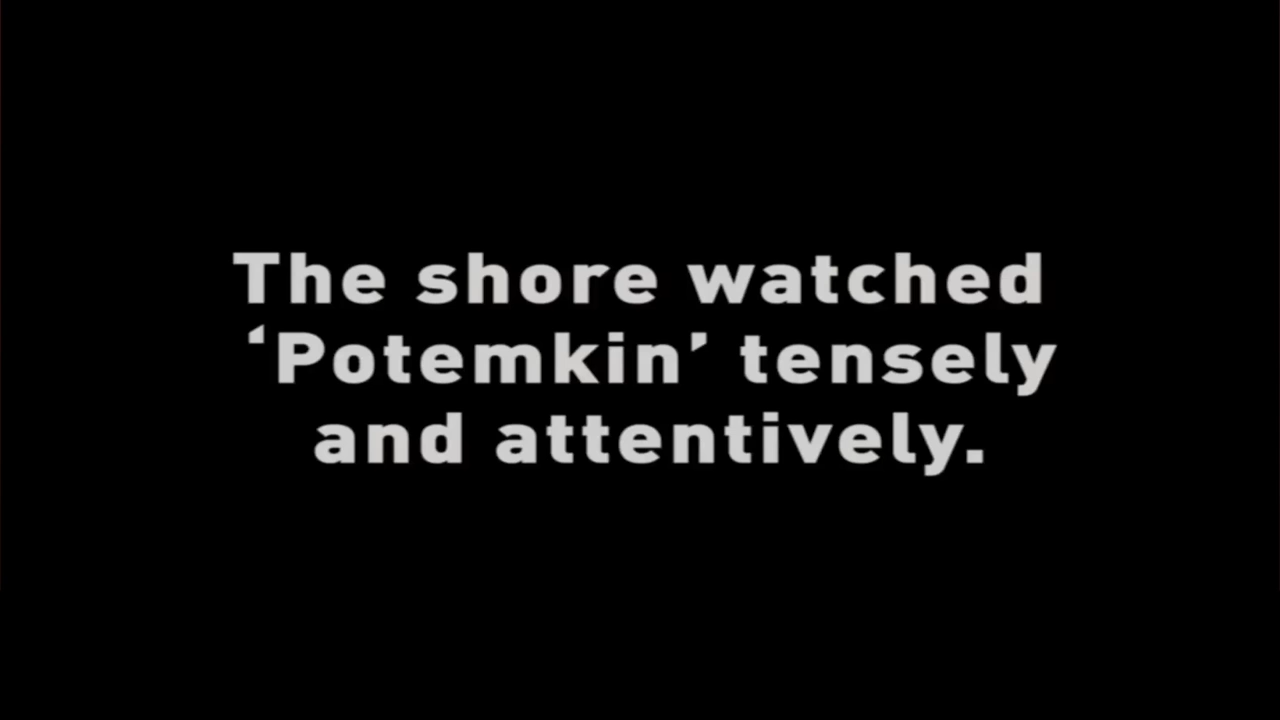 The shore watched
‘Potemkin’ tensely
and attentively.